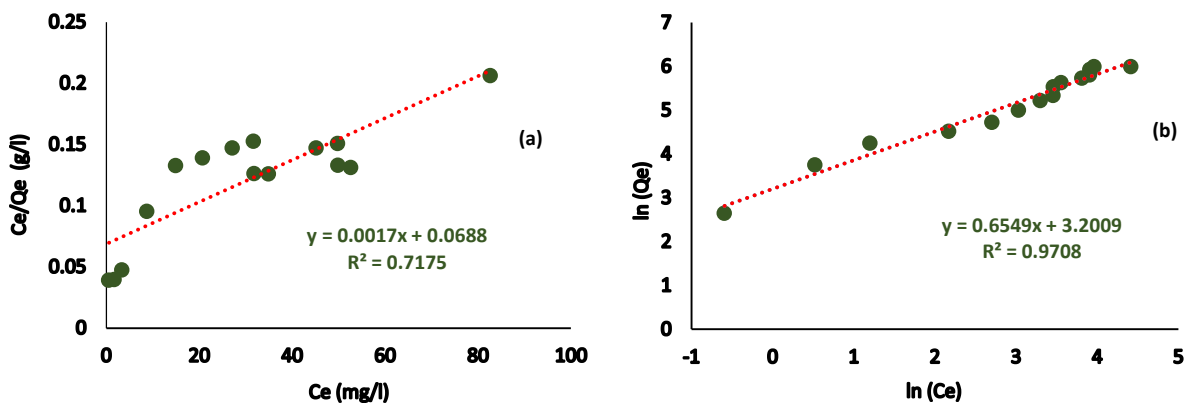 0.25
0.2
0.15
0.1
0.05
0
Ce/Qe (g/l)
(a)
y = 0.0017x + 0.0688
R² = 0.7175
0 20 40 60 80 100
Ce (mg/l)
7
6
5
4
3
2
1
0
ln (Qe)
(b)
y = 0.6549x + 3.2009
R² = 0.9708
-1 0 1 2 3 4 5
ln (Ce)